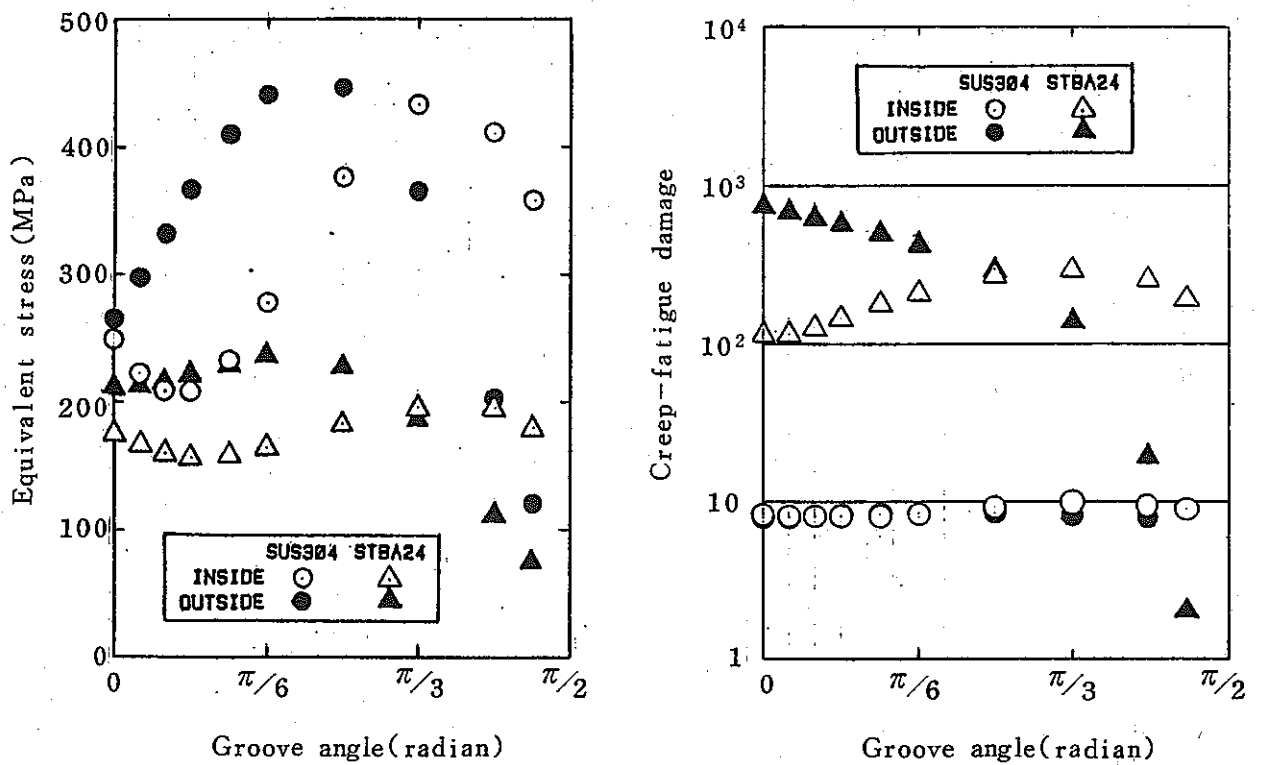 500
400
300
200
100
0
Equivalent stress(MPa)
SUS304 STBA24
INSIDE
OUTSIDE
0 π/6 π/3 π/2
Groove angle(radian)
10⁴
10³
10²
10
1
Creep-fatigue damage
SUS304 STBA24
INSIDE
OUTSIDE
0 π/6 π/3 π/2
Groove angle(radian)